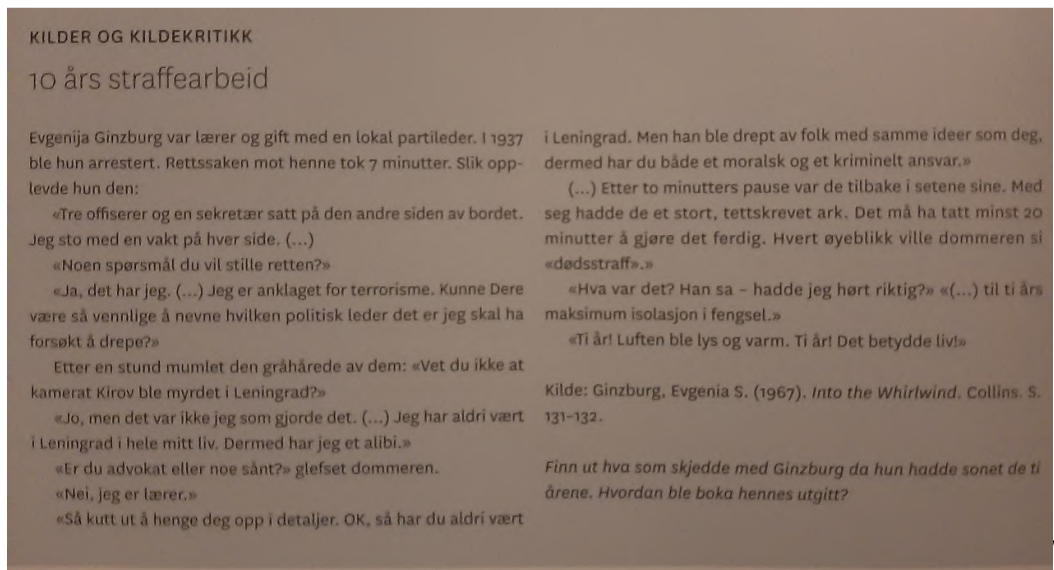 KILDER OG KILDEKRITIKK
10 års straffearbeid
Evgenija Ginzburg var lærer og gift med en lokal partileder. I 1937
ble hun arrestert. Rettssaken mot henne tok 7 minutter. Slik opp-
levde hun den:
«Tre offiserer og en sekretær satt på den andre siden av bordet.
Jeg sto med en vakt på hver side. (...)
«Noen spørsmål du vil stille retten?»
«Ja, det har jeg. (...) Jeg er anklaget for terrorisme. Kunne Dere
være så vennlige å nevne hvilken politisk leder det er jeg skal ha
forsøkt å drepe?»
Etter en stund mumlet den gråhårede av dem: «Vet du ikke at
kamerat Kirov ble myrdet i Leningrad?»
«Jo, men det var ikke jeg som gjorde det. (...) Jeg har aldri vært
i Leningrad i hele mitt liv. Dermed har jeg et alibi.»
«Er du advokat eller noe sånt?» glefset dommeren.
«Nei, jeg er lærer.»
«Så kutt ut å henge deg opp i detaljer. OK, så har du aldri vært
i Leningrad. Men han ble drept av folk med samme ideer som deg,
dermed har du både et moralsk og et kriminelt ansvar.»
(...) Etter to minutters pause var de tilbake i setene sine. Med
seg hadde de et stort, tettskrevet ark. Det må ha tatt minst 20
minutter å gjøre det ferdig. Hvert øyeblikk ville dommeren si
«dødsstraff».»
«Hva var det? Han sa – hadde jeg hørt riktig?» «(...) til ti års
maksimum isolasjon i fengsel.»
«Ti år! Luften ble lys og varm. Ti år! Det betydde liv!»
Kilde: Ginzburg, Evgenia S. (1967). Into the Whirlwind. Collins. S.
131–132.
Finn ut hva som skjedde med Ginzburg da hun hadde sonet de ti
årene. Hvordan ble boka hennes utgitt?